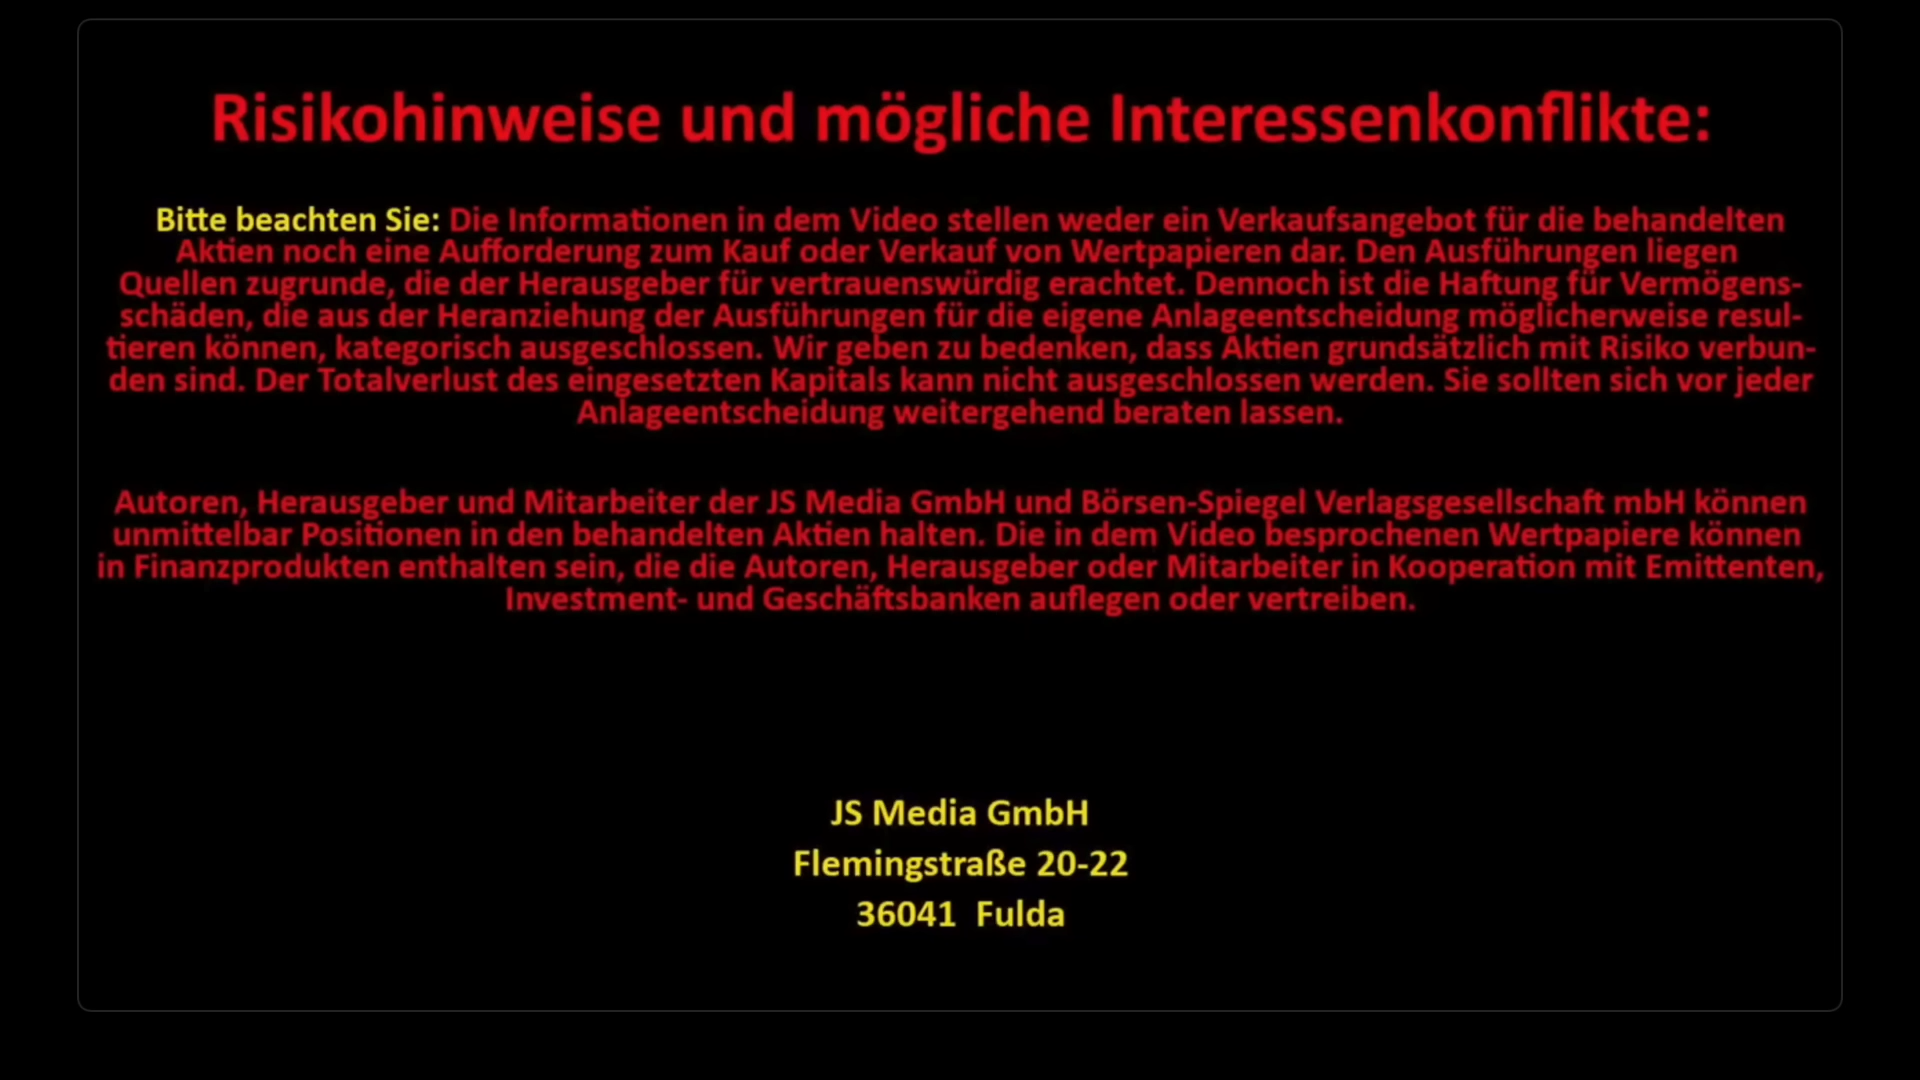 Risikohinweise und mögliche Interessenkonflikte:
Bitte beachten Sie: Die Informationen in dem Video stellen weder ein Verkaufsangebot für die behandelten
Aktien noch eine Aufforderung zum Kauf oder Verkauf von Wertpapieren dar. Den Ausführungen liegen
Quellen zugrunde, die der Herausgeber für vertrauenswürdig erachtet. Dennoch ist die Haftung für Vermögens-
schäden, die aus der Heranziehung der Ausführungen für die eigene Anlageentscheidung möglicherweise resul-
tieren können, kategorisch ausgeschlossen. Wir geben zu bedenken, dass Aktien grundsätzlich mit Risiko verbun-
den sind. Der Totalverlust des eingesetzten Kapitals kann nicht ausgeschlossen werden. Sie sollten sich vor jeder
Anlageentscheidung weitergehend beraten lassen.
Autoren, Herausgeber und Mitarbeiter der JS Media GmbH und Börsen-Spiegel Verlagsgesellschaft mbH können
unmittelbar Positionen in den behandelten Aktien halten. Die in dem Video besprochenen Wertpapiere können
in Finanzprodukten enthalten sein, die die Autoren, Herausgeber oder Mitarbeiter in Kooperation mit Emittenten,
Investment- und Geschäftsbanken auflegen oder vertreiben.
JS Media GmbH
Flemingstraße 20-22
36041 Fulda